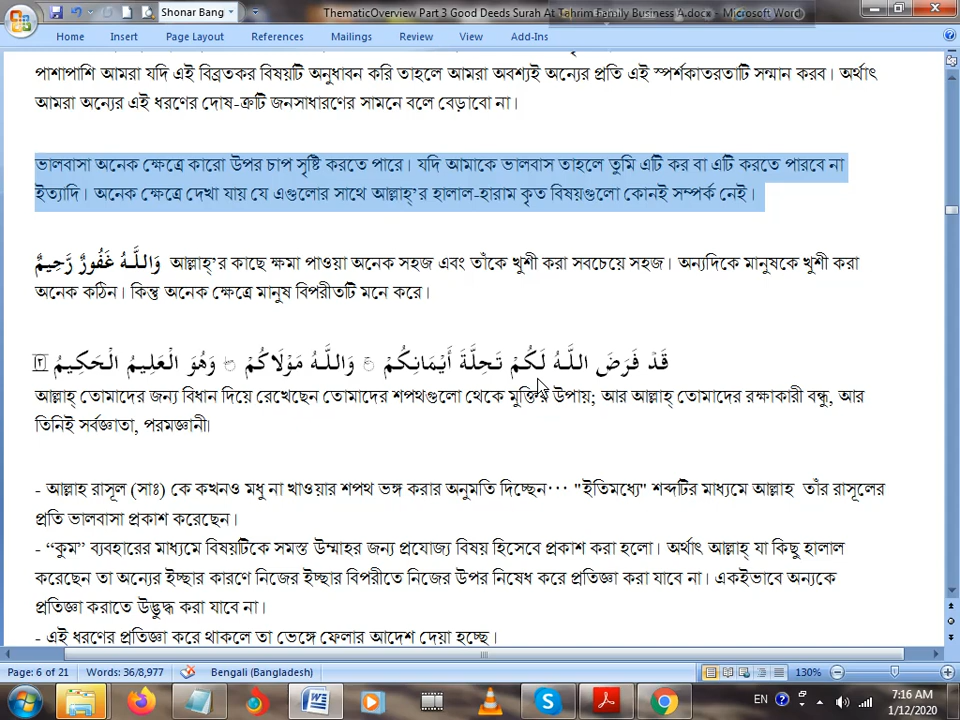 Shonar Bang
ThematicOverview Part 3 Good Deeds Surah At Tahrim Family Business A.docx - Microsoft Word
Home Insert Page Layout References Mailings Review View Add-Ins
পাশাপাশি আমরা যদি এই বিব্রতকর বিষয়টি অনুধাবন করি তাহলে আমরা অবশ্যই অন্যের প্রতি এই স্পর্শকাতরতাটি সন্মান করব। অর্থাৎ
আমরা অন্যের এই ধরণের দোষ-ত্রুটি জনসাধারণের সামনে বলে বেড়াবো না।
ভালবাসা অনেক ক্ষেত্রে কারো উপর চাপ সৃষ্টি করতে পারে। যদি আমাকে ভালবাস তাহলে তুমি এটি কর বা এটি করতে পারবে না
ইত্যাদি। অনেক ক্ষেত্রে দেখা যায় যে এগুলোর সাথে আল্লাহ্’র হালাল-হারাম কৃত বিষয়গুলো কোনই সম্পর্ক নেই।
وَاللَّـهُ غَفُورٌ رَّحِيمٌ আল্লাহ্’র কাছে ক্ষমা পাওয়া অনেক সহজ এবং তাঁকে খুশী করা সবচেয়ে সহজ। অন্যদিকে মানুষকে খুশী করা
অনেক কঠিন। কিন্তু অনেক ক্ষেত্রে মানুষ বিপরীতটি মনে করে।
قَدْ فَرَضَ اللَّـهُ لَكُمْ تَحِلَّةَ أَيْمَانِكُمْ ۚ وَاللَّـهُ مَوْلَاكُمْ ۖ وَهُوَ الْعَلِيمُ الْحَكِيمُ ﴿٢﴾
আল্লাহ্ তোমাদের জন্য বিধান দিয়ে রেখেছেন তোমাদের শপথগুলো থেকে মুক্তির উপায়; আর আল্লাহ্ তোমাদের রক্ষাকারী বন্ধু, আর
তিনিই সর্বজ্ঞাতা, পরমজ্ঞানী।
- আল্লাহ রাসূল (সাঃ) কে কখনও মধু না খাওয়ার শপথ ভঙ্গ করার অনুমতি দিচ্ছেন··· "ইতিমধ্যে" শব্দটির মাধ্যমে আল্লাহ তাঁর রাসূলের
প্রতি ভালবাসা প্রকাশ করেছেন।
- “কুম” ব্যবহারের মাধ্যমে বিষয়টিকে সমস্ত উম্মাহর জন্য প্রযোজ্য বিষয় হিসেবে প্রকাশ করা হলো। অর্থাৎ আল্লাহ্ যা কিছু হালাল
করেছেন তা অন্যের ইচ্ছার কারণে নিজের ইচ্ছার বিপরীতে নিজের উপর নিষেধ করে প্রতিজ্ঞা করা যাবে না। একইভাবে অন্যকে
প্রতিজ্ঞা করাতে উদ্ভুদ্ধ করা যাবে না।
- এই ধরণের প্রতিজ্ঞা করে থাকলে তা ভেঙ্গে ফেলার আদেশ দেয়া হচ্ছে।
Page: 6 of 21 Words: 36/8,977 Bengali (Bangladesh) 130%
EN 7:16 AM
1/12/2020